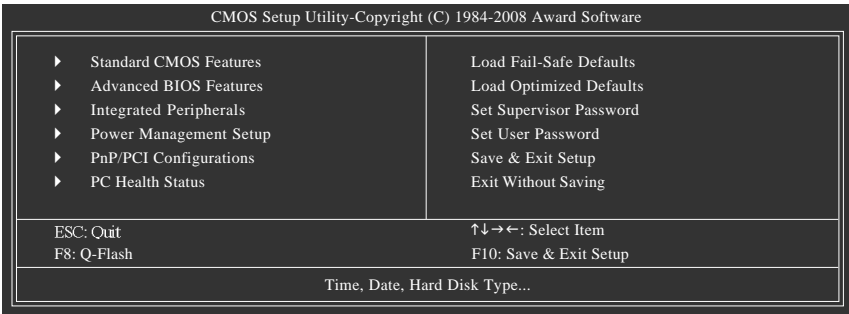 CMOS Setup Utility-Copyright (C) 1984-2008 Award Software
Standard CMOS Features
Advanced BIOS Features
Integrated Peripherals
Power Management Setup
PnP/PCI Configurations
PC Health Status
Load Fail-Safe Defaults
Load Optimized Defaults
Set Supervisor Password
Set User Password
Save & Exit Setup
Exit Without Saving
ESC: Quit
F8: Q-Flash
↑↓→←: Select Item
F10: Save & Exit Setup
Time, Date, Hard Disk Type...